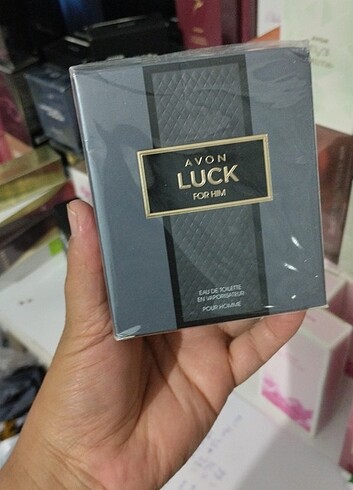 AVON
LUCK
FOR HIM
EAU DE TOILETTE
EN VAPORISATEUR
POUR HOMME